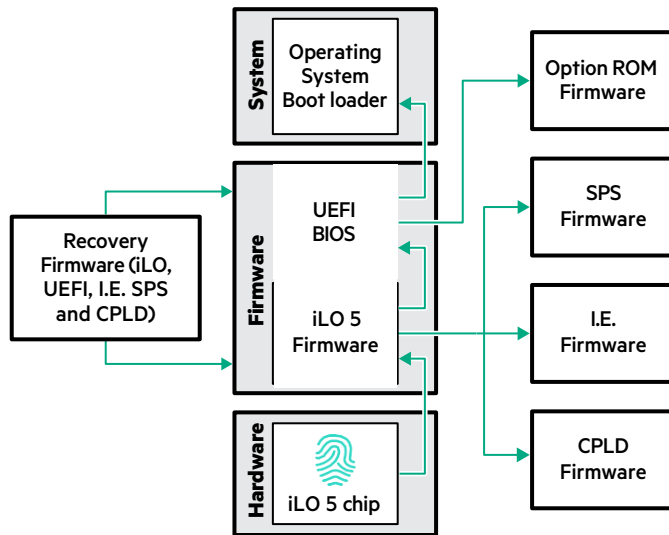 System
Operating
System
Boot loader
Option ROM
Firmware
Recovery
Firmware (iLO,
UEFI, I.E. SPS
and CPLD)
Firmware
UEFI
BIOS
iLO 5
Firmware
SPS
Firmware
I.E.
Firmware
CPLD
Firmware
Hardware
iLO 5 chip